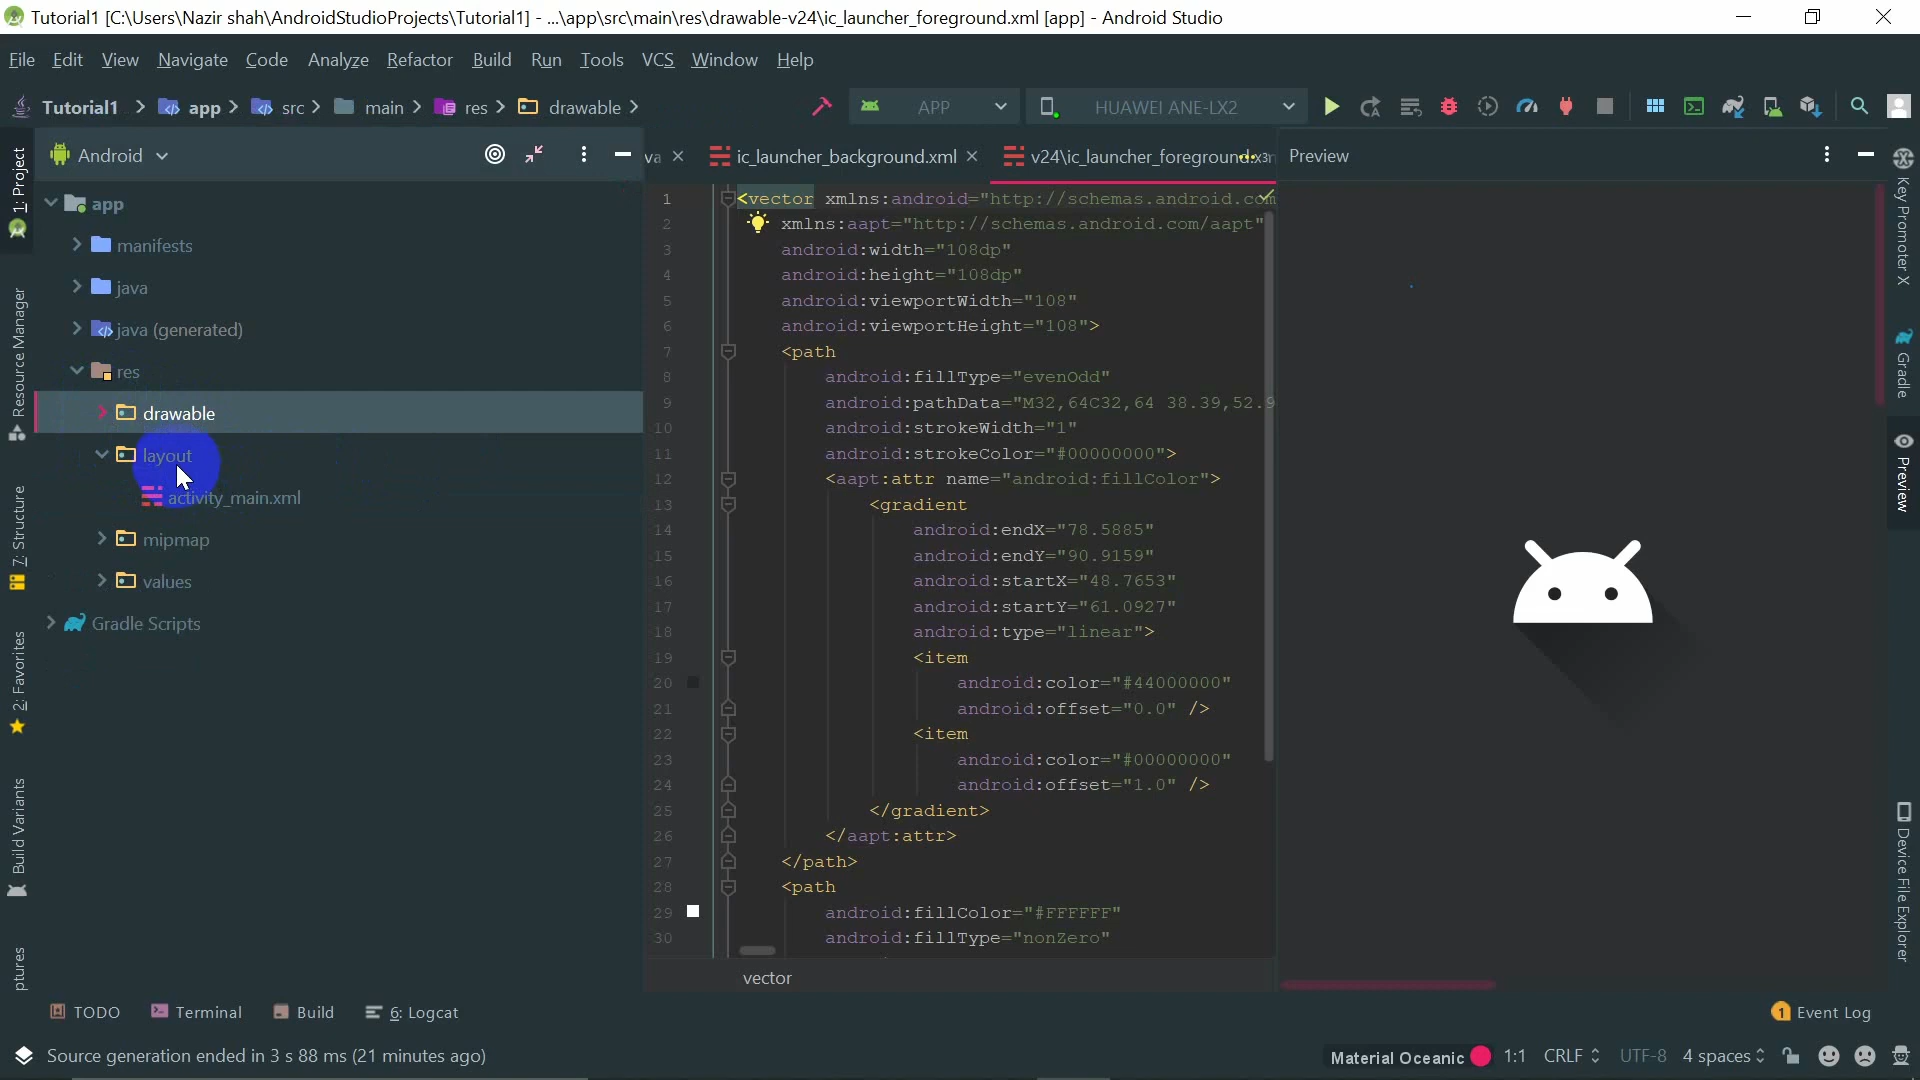 Tutorial1 [C:\Users\Nazir shah\AndroidStudioProjects\Tutorial1] - ...\app\src\main\res\drawable-v24\ic_launcher_foreground.xml [app] - Android Studio
File Edit View Navigate Code Analyze Refactor Build Run Tools VCS Window Help
Tutorial1 app src main res drawable APP HUAWEI ANE-LX2
1: Project
Resource Manager
7: Structure
2: Favorites
Build Variants
ptures
Android
app
manifests
java
java (generated)
res
drawable
layout
activity_main.xml
mipmap
values
Gradle Scripts
va ic_launcher_background.xml v24\ic_launcher_foreground.x
1 <vector xmlns:android="http://schemas.android.com
2 xmlns:aapt="http://schemas.android.com/aapt"
3 android:width="108dp"
4 android:height="108dp"
5 android:viewportWidth="108"
6 android:viewportHeight="108">
7 <path
8 android:fillType="evenOdd"
9 android:pathData="M32,64C32,64 38.39,52.9
10 android:strokeWidth="1"
11 android:strokeColor="#00000000">
12 <aapt:attr name="android:fillColor">
13 <gradient
14 android:endX="78.5885"
15 android:endY="90.9159"
16 android:startX="48.7653"
17 android:startY="61.0927"
18 android:type="linear">
19 <item
20 android:color="#44000000"
21 android:offset="0.0" />
22 <item
23 android:color="#00000000"
24 android:offset="1.0" />
25 </gradient>
26 </aapt:attr>
27 </path>
28 <path
29 android:fillColor="#FFFFFF"
30 android:fillType="nonZero"
vector
Preview
Key Promoter X
Gradle
Preview
Device File Explorer
TODO Terminal Build 6: Logcat 1 Event Log
Source generation ended in 3 s 88 ms (21 minutes ago) Material Oceanic 1:1 CRLF UTF-8 4 spaces